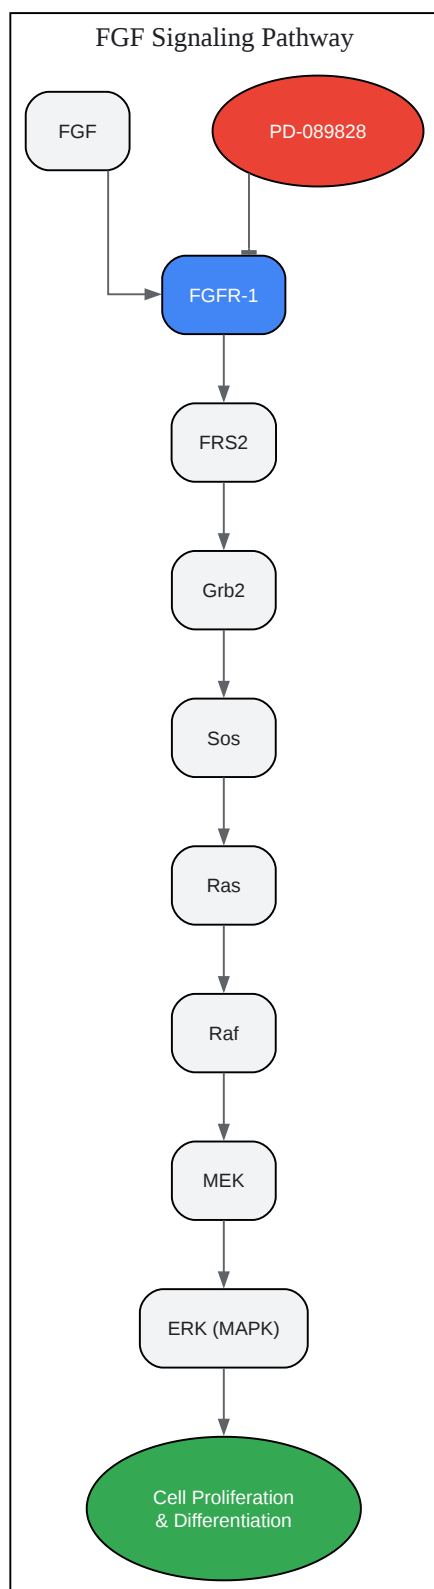 FGF Signaling Pathway
FGF
PD-089828
FGFR-1
FRS2
Grb2
Sos
Ras
Raf
MEK
ERK (MAPK)
Cell Proliferation
& Differentiation